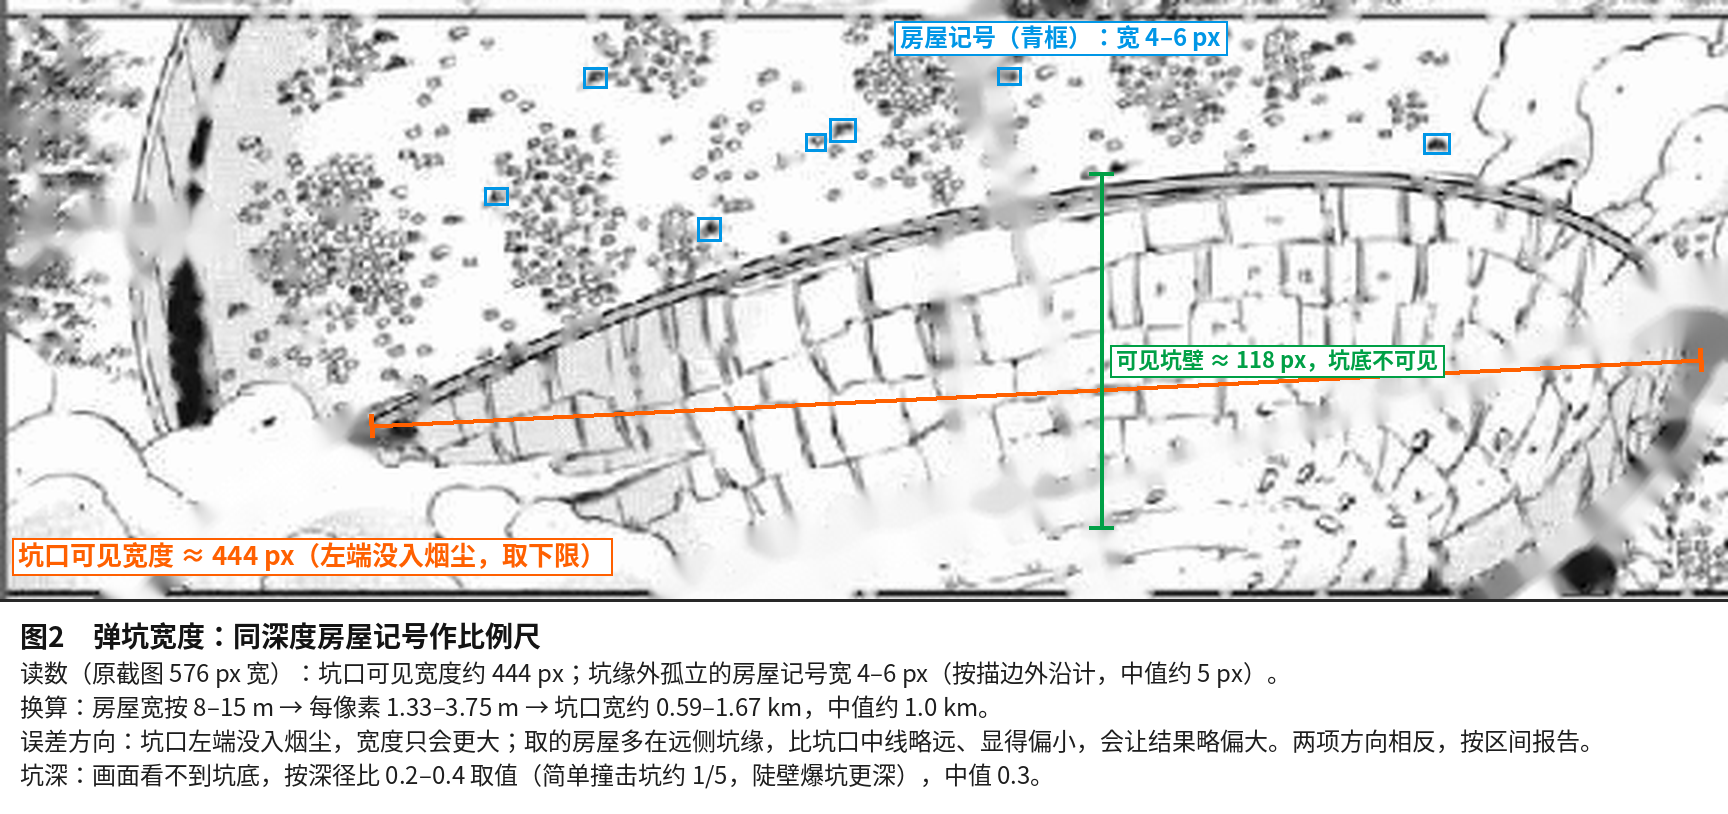 房屋记号（青框）：宽 4–6 px
可见坑壁 ≈ 118 px，坑底不可见
坑口可见宽度 ≈ 444 px（左端没入烟尘，取下限）
图2　弹坑宽度：同深度房屋记号作比例尺
读数（原截图 576 px 宽）：坑口可见宽度约 444 px；坑缘外孤立的房屋记号宽 4–6 px（按描边外沿计，中值约 5 px）。
换算：房屋宽按 8–15 m → 每像素 1.33–3.75 m → 坑口宽约 0.59–1.67 km，中值约 1.0 km。
误差方向：坑口左端没入烟尘，宽度只会更大；取的房屋多在远侧坑缘，比坑口中线略远、显得偏小，会让结果略偏大。两项方向相反，按区间报告。
坑深：画面看不到坑底，按深径比 0.2–0.4 取值（简单撞击坑约 1/5，陡壁爆坑更深），中值 0.3。